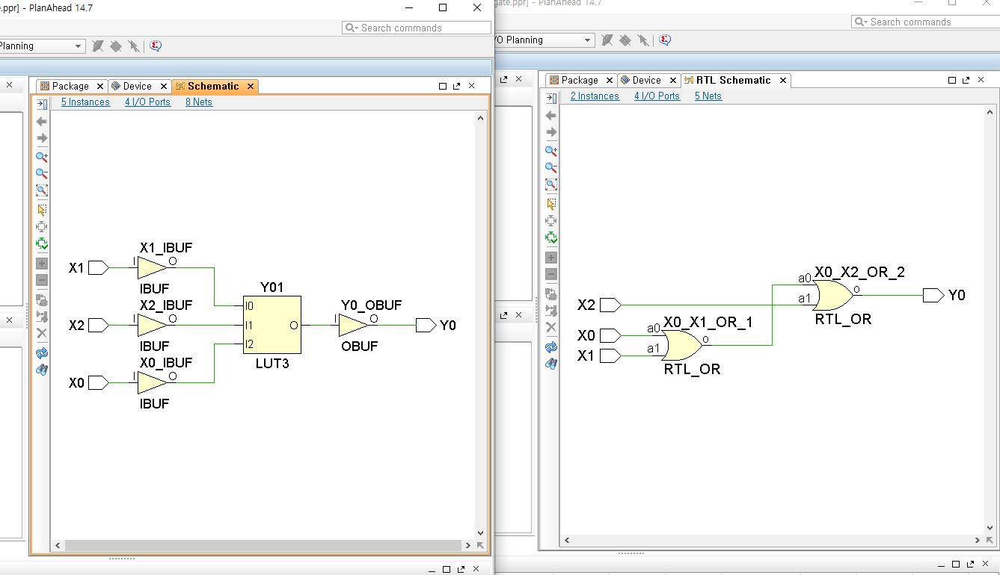 e.ppr] - PlanAhead 14.7
Search commands
Planning
Package
Device
Schematic
5 Instances
4 I/O Ports
8 Nets
X1_IBUF
X1
I
O
IBUF
X2_IBUF
X2
I
O
IBUF
X0_IBUF
X0
I
O
IBUF
Y01
I0
I1
I2
O
LUT3
Y0_OBUF
I
O
OBUF
Y0
gate.ppr] - PlanAhead 14.7
Search commands
I/O Planning
Package
Device
RTL Schematic
2 Instances
4 I/O Ports
5 Nets
X0_X2_OR_2
a0
a1
o
Y0
RTL_OR
X2
X0_X1_OR_1
X0
a0
X1
a1
o
RTL_OR